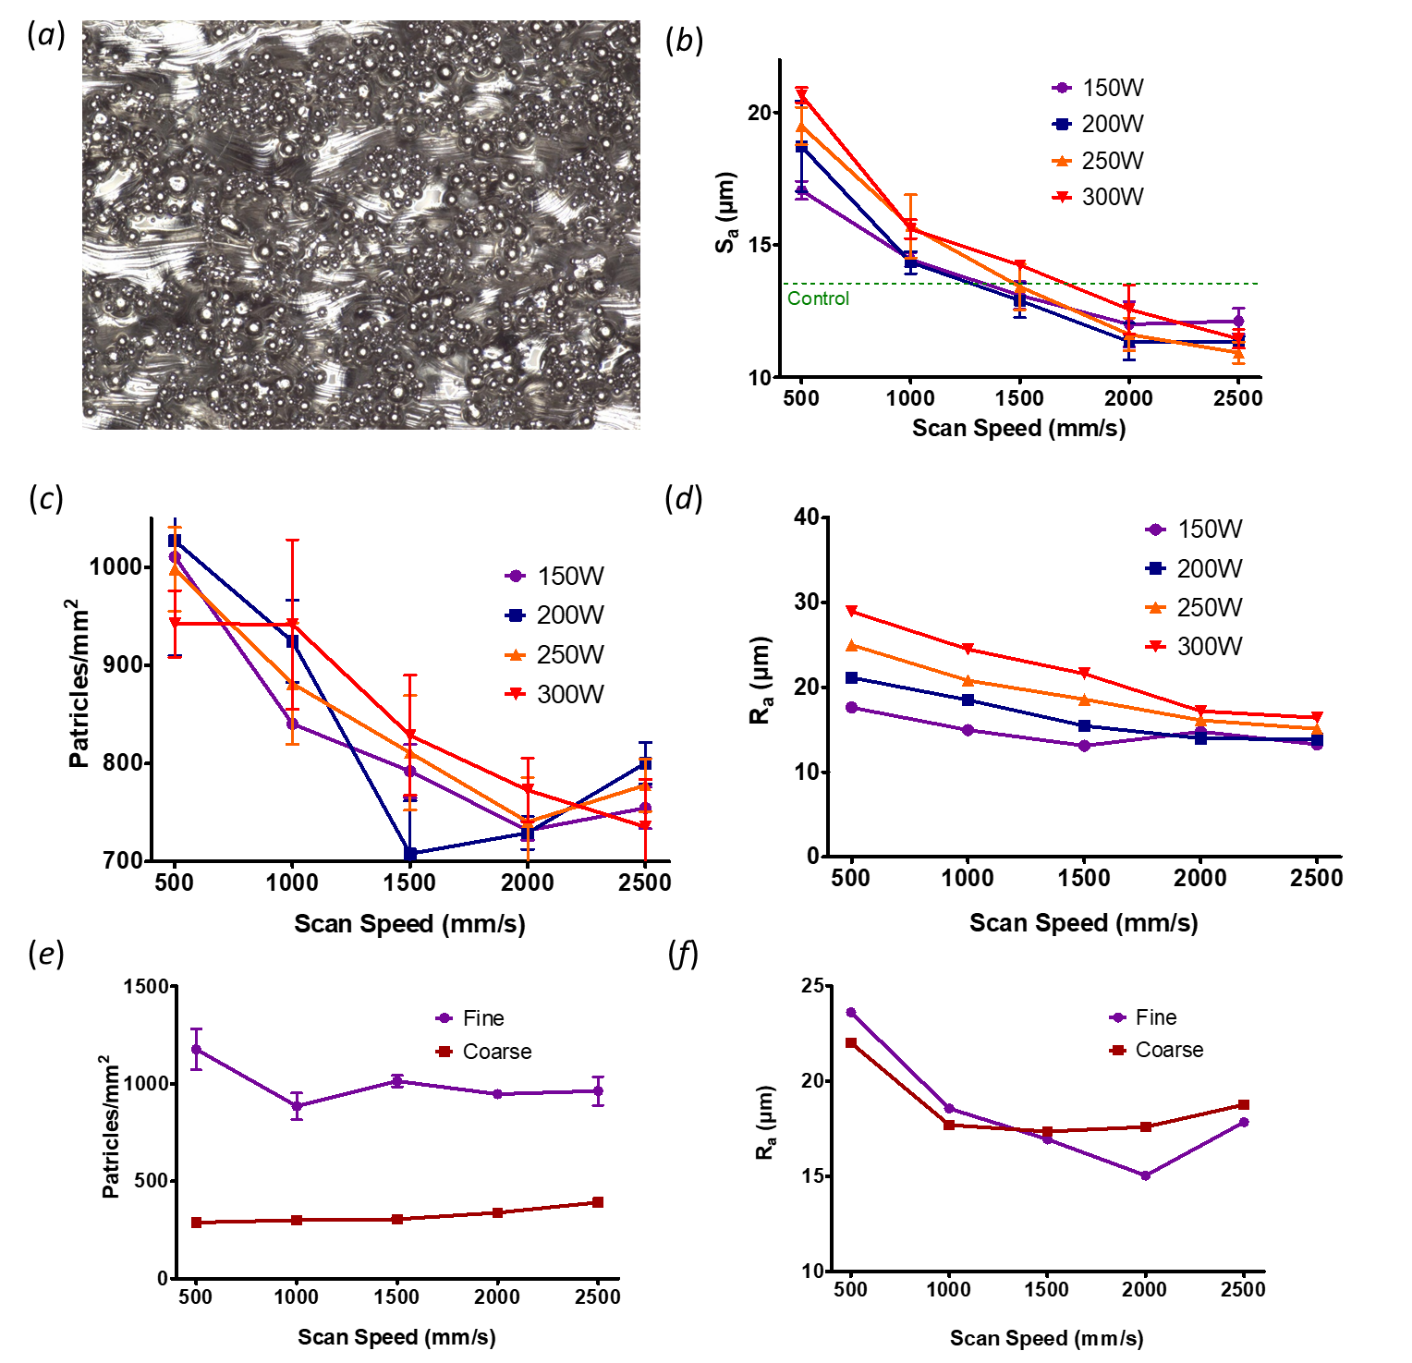 (a)
(b)
20
15
10
Sa (µm)
150W
200W
250W
300W
Control
500 1000 1500 2000 2500
Scan Speed (mm/s)
(c)
1000
900
800
700
Patricles/mm2
150W
200W
250W
300W
500 1000 1500 2000 2500
Scan Speed (mm/s)
(d)
40
30
20
10
0
Ra (µm)
150W
200W
250W
300W
500 1000 1500 2000 2500
Scan Speed (mm/s)
(e)
1500
1000
500
0
Patricles/mm2
Fine
Coarse
500 1000 1500 2000 2500
Scan Speed (mm/s)
(f)
25
20
15
10
Ra (µm)
Fine
Coarse
500 1000 1500 2000 2500
Scan Speed (mm/s)